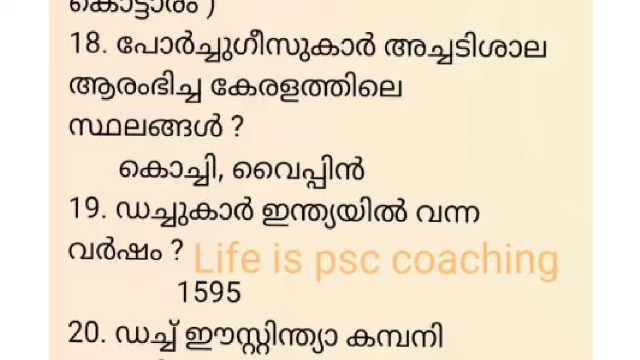 കൊട്ടാരം )
18. പോർച്ചുഗീസുകാർ അച്ചടിശാല
ആരംഭിച്ച കേരളത്തിലെ
സ്ഥലങ്ങൾ ?
കൊച്ചി, വൈപ്പിൻ
19. ഡച്ചുകാർ ഇന്ത്യയിൽ വന്ന
വർഷം ? Life is psc coaching
1595
20. ഡച്ച് ഈസ്റ്റിന്ത്യാ കമ്പനി